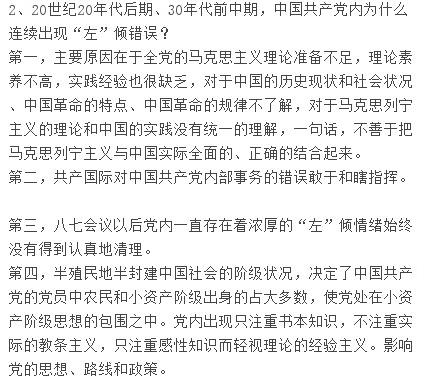 2、20世纪20年代后期、30年代前中期，中国共产党内为什么
连续出现“左”倾错误？
第一，主要原因在于全党的马克思主义理论准备不足，理论素
养不高，实践经验也很缺乏，对于中国的历史现状和社会状况
、中国革命的特点、中国革命的规律不了解，对于马克思列宁
主义的理论和中国的实践没有统一的理解，一句话，不善于把
马克思列宁主义与中国实际全面的、正确的结合起来。
第二，共产国际对中国共产党内部事务的错误敢于和瞎指挥。
第三，八七会议以后党内一直存在着浓厚的“左”倾情绪始终
没有得到认真地清理。
第四，半殖民地半封建中国社会的阶级状况，决定了中国共产
党的党员中农民和小资产阶级出身的占大多数，使党处在小资
产阶级思想的包围之中。党内出现只注重书本知识，不注重实
际的教条主义，只注重感性知识而轻视理论的经验主义。影响
党的思想、路线和政策。